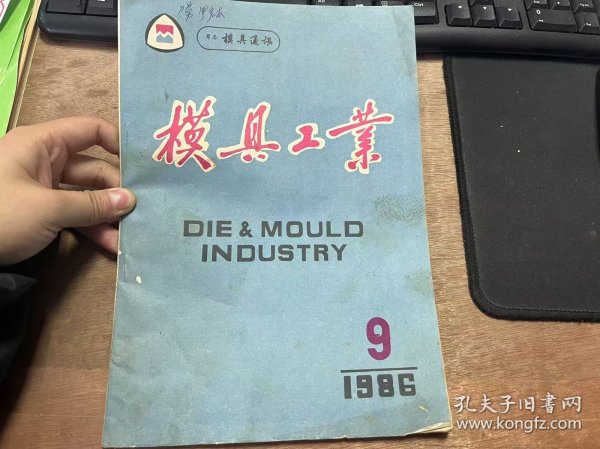 原名 模具通讯
模具工業
DIE & MOULD
INDUSTRY
9
1986
孔夫子旧书网
www.kongfz.com